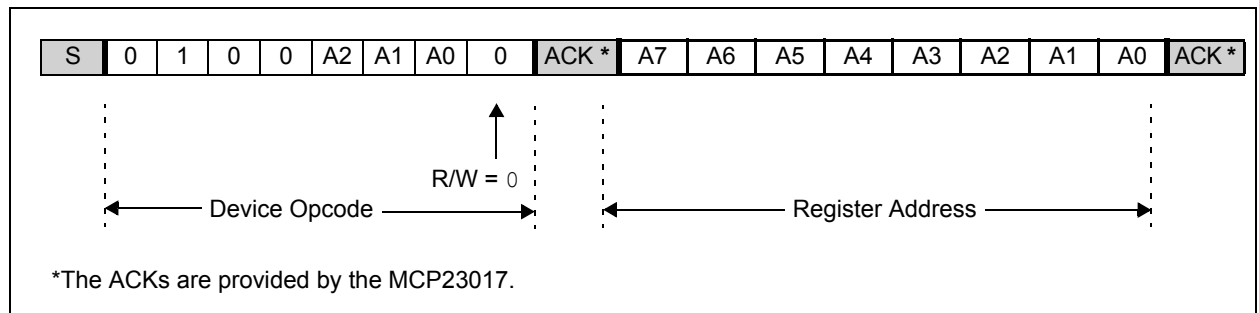 S 0 1 0 0 A2 A1 A0 0 ACK * A7 A6 A5 A4 A3 A2 A1 A0 ACK *
R/W = 0
Device Opcode Register Address
*The ACKs are provided by the MCP23017.